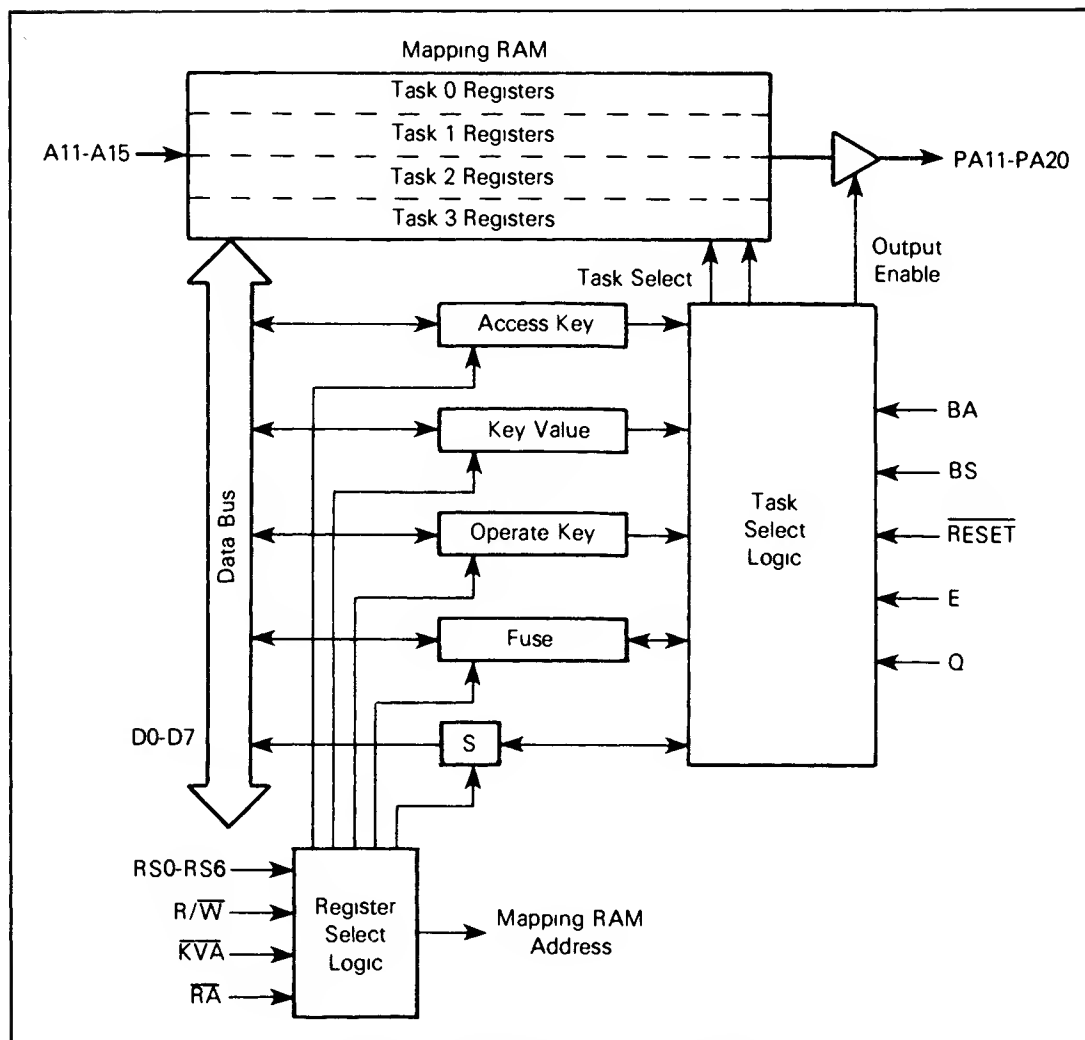 Mapping RAM
Task 0 Registers
Task 1 Registers
A11-A15
PA11-PA20
Task 2 Registers
Task 3 Registers
Output
Enable
Task Select
Access Key
BA
Key Value
BS
Data Bus
Task
Select
Logic
Operate Key
RESET
E
Fuse
Q
D0-D7
S
RS0-RS6
R/W
Register
Select
Logic
Mapping RAM
Address
KVA
RA